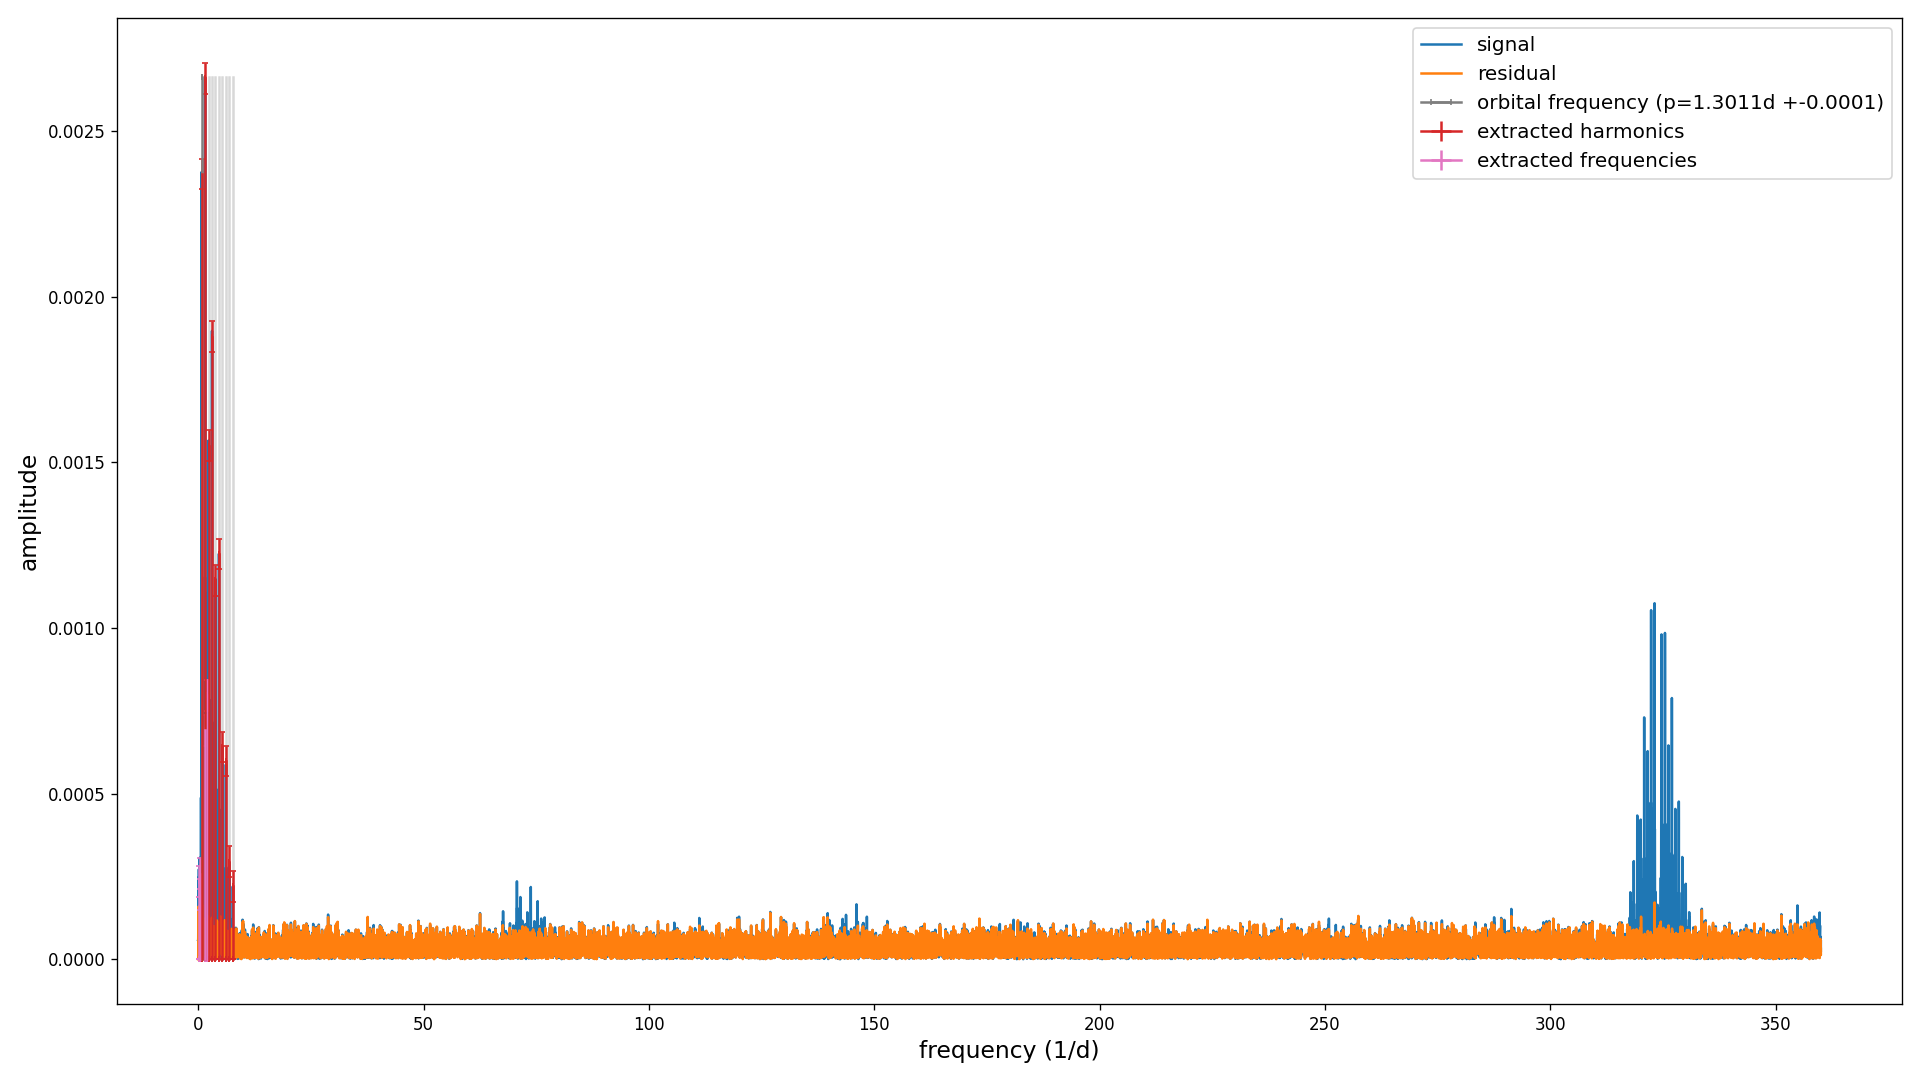 signal
residual
orbital frequency (p=1.3011d +-0.0001)
extracted harmonics
extracted frequencies
0.0025
0.0020
0.0015
0.0010
0.0005
0.0000
amplitude
0 50 100 150 200 250 300 350
frequency (1/d)